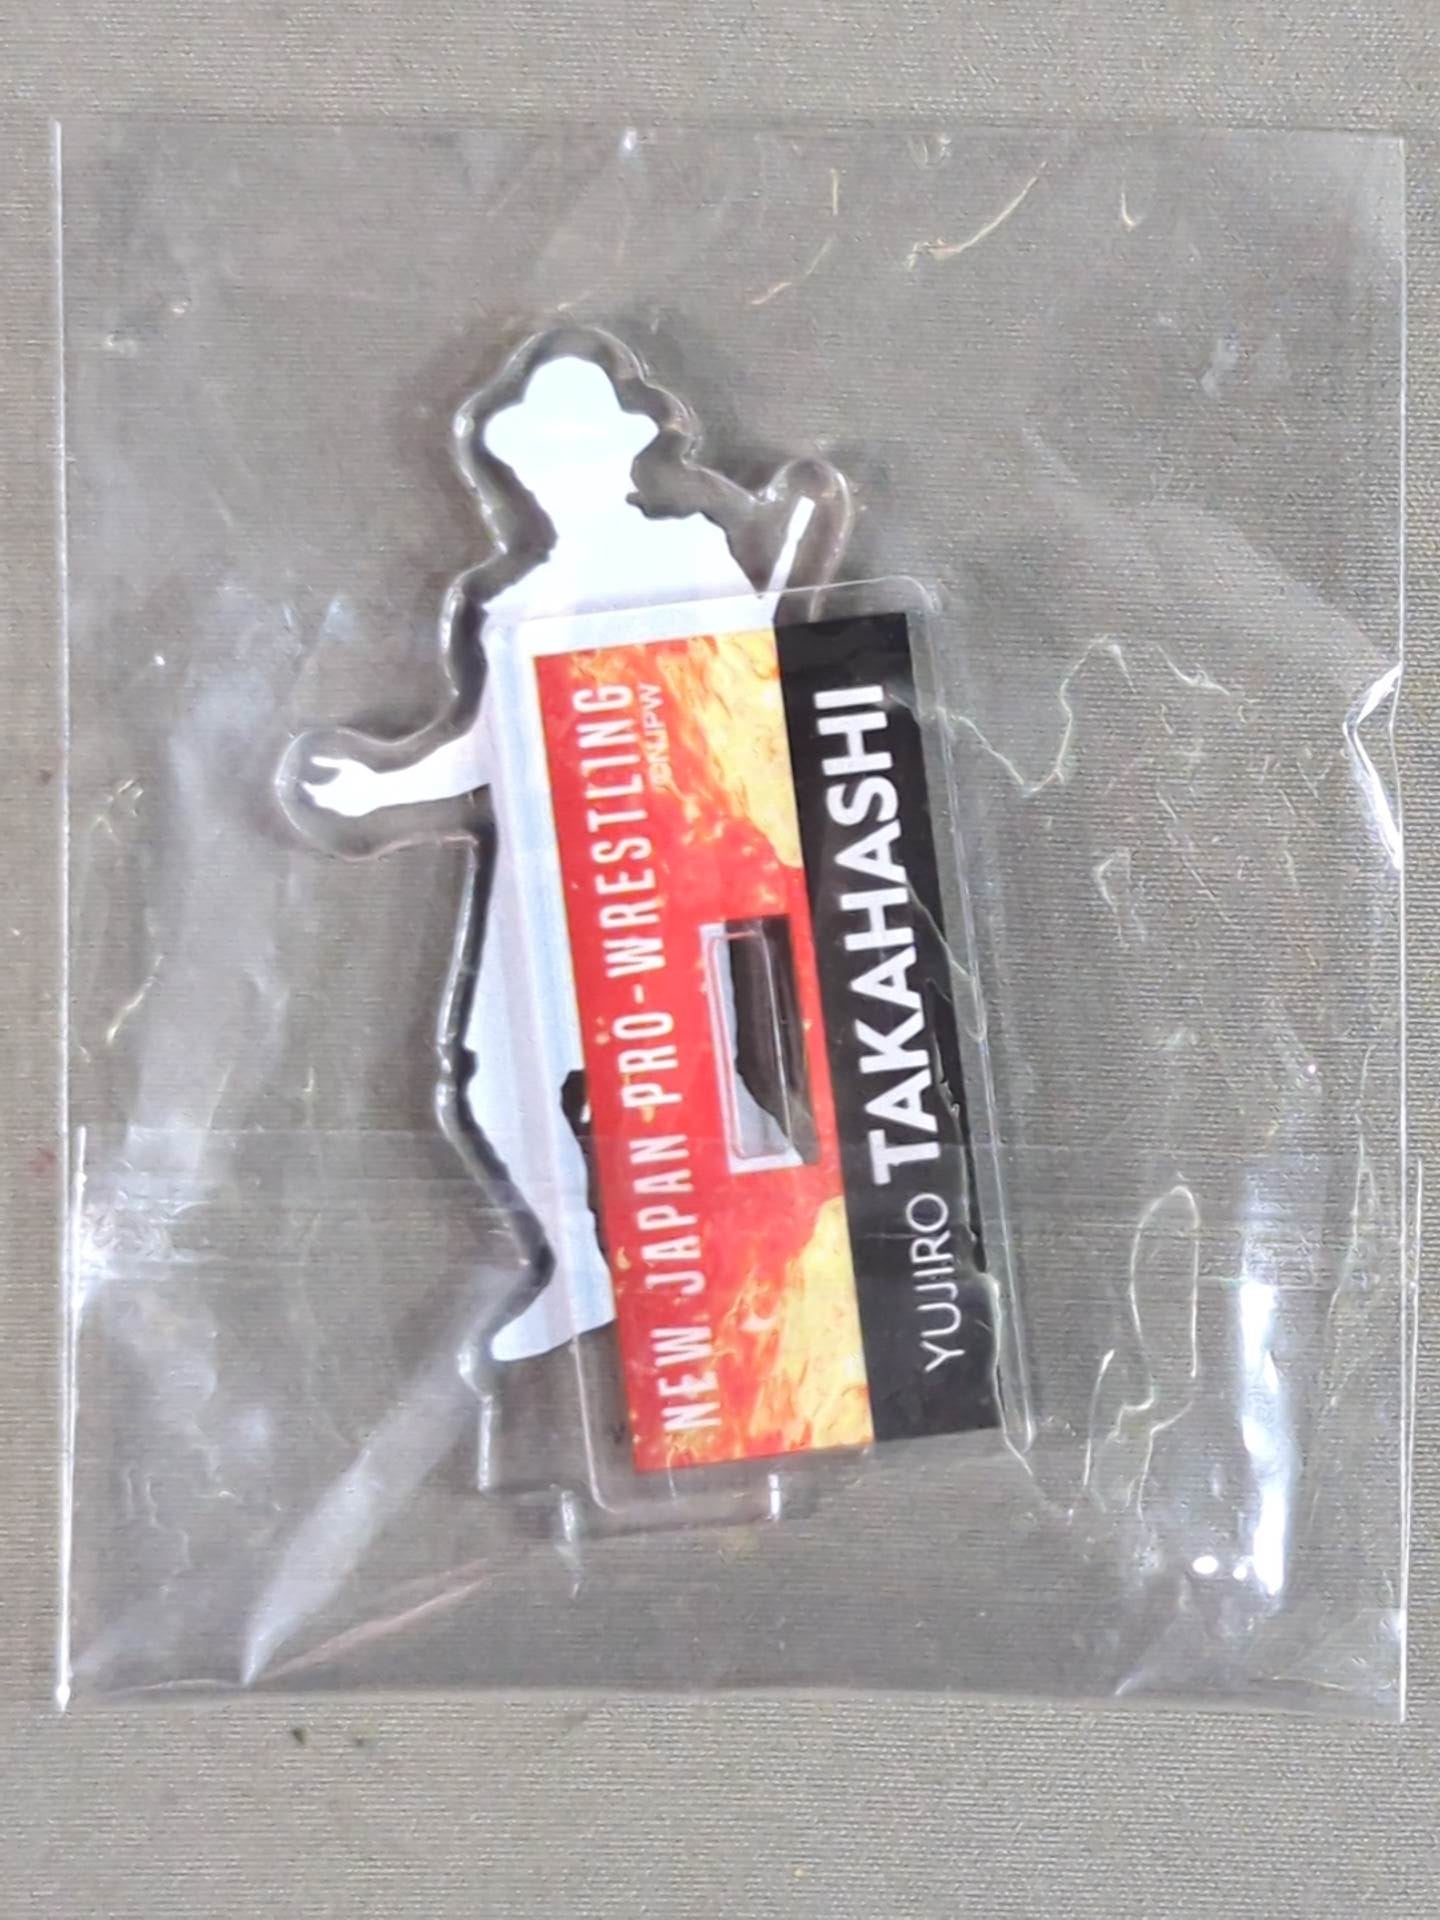 NEW JAPAN PRO-WRESTLING
©NJPW
YUJIRO TAKAHASHI